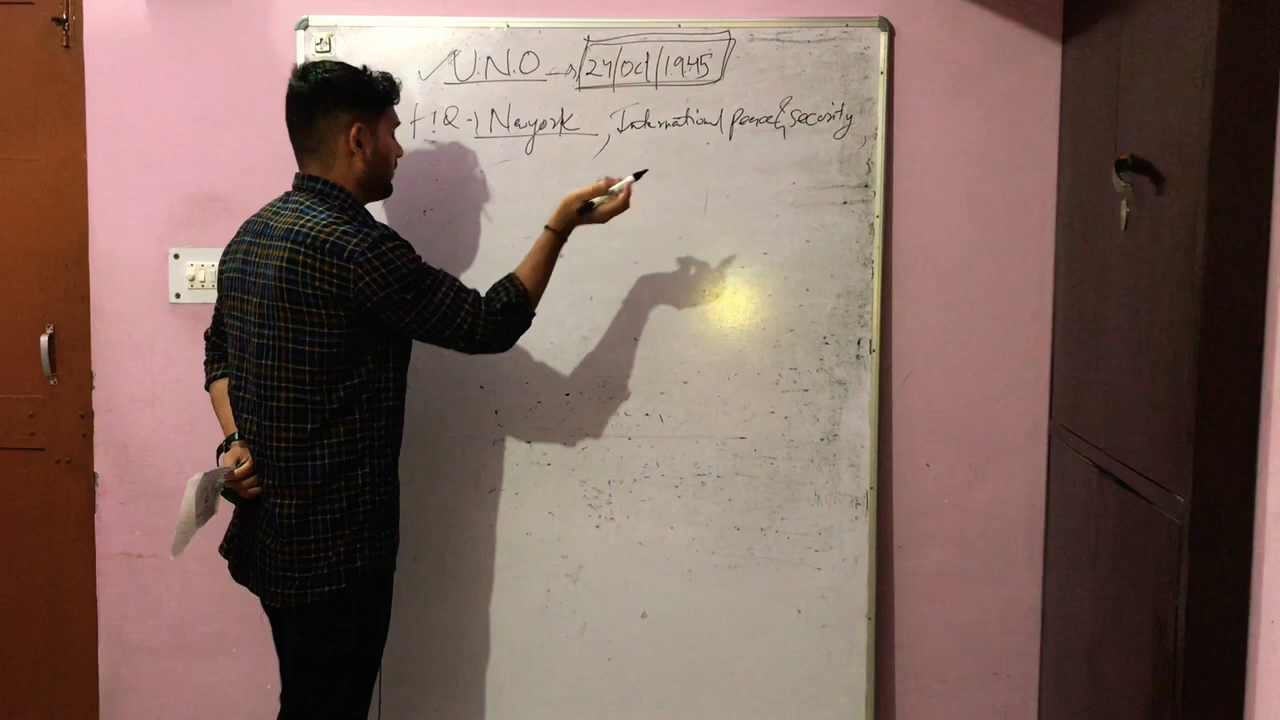 ✓ U.N.O → 24/Oct/1945
H.Q → Newyork, International peace & security,